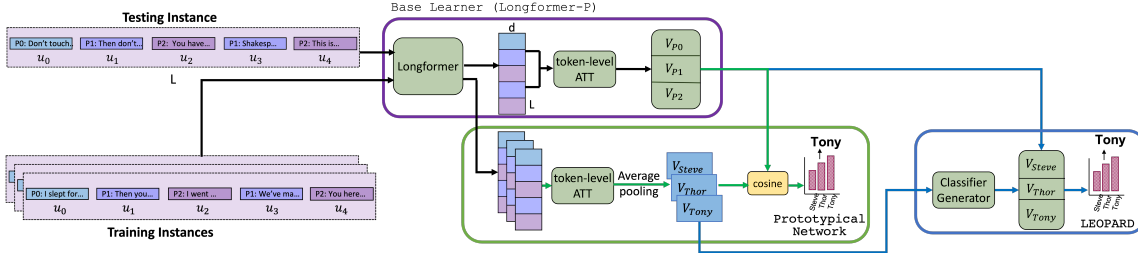 Base Learner (Longformer-P)
Testing Instance
P0: Don't touch.
P1: Then don't...
P2: You have...
P1: Shakesp...
P2: This is...
u0
u1
u2
u3
u4
L
Longformer
d
L
token-level
ATT
VP0
VP1
VP2
P0: I slept for...
P1: Then you...
P2: I went ...
P1: We've ma...
P2: You here...
u0
u1
u2
u3
u4
Training Instances
token-level
ATT
Average
pooling
VSteve
VThor
VTony
cosine
Tony
Steve
Thor
Tony
Prototypical
Network
Classifier
Generator
VSteve
VThor
VTony
Tony
Steve
Thor
Tony
LEOPARD